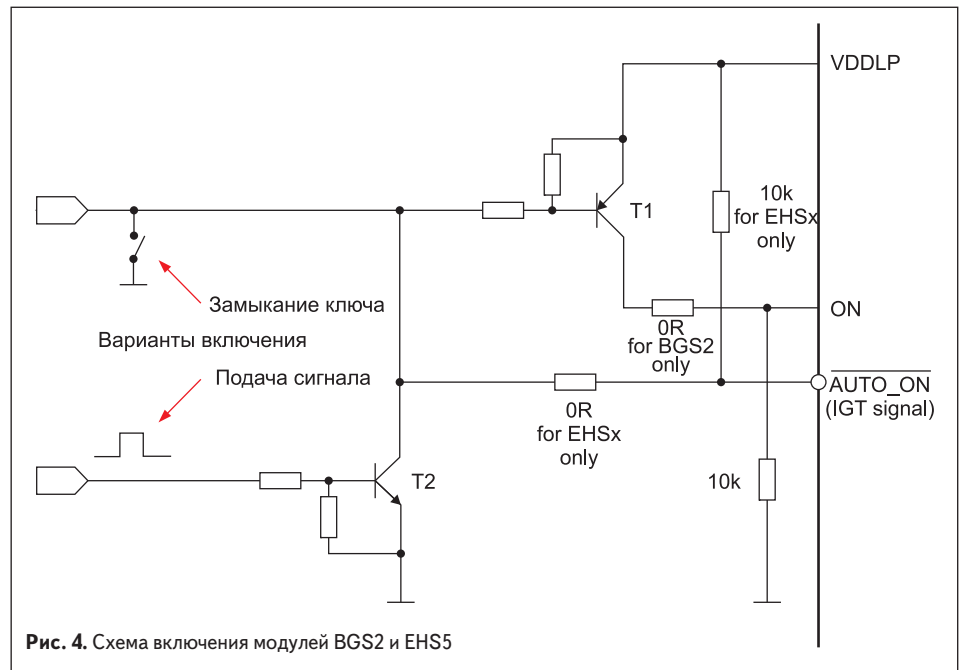 VDDLP
T1
10k
for EHSx
only
Замыкание ключа
ON
0R
for BGS2
only
Варианты включения
Подача сигнала
AUTO_ON
(IGT signal)
0R
for EHSx
only
T2
10k
Рис. 4. Схема включения модулей BGS2 и EHS5